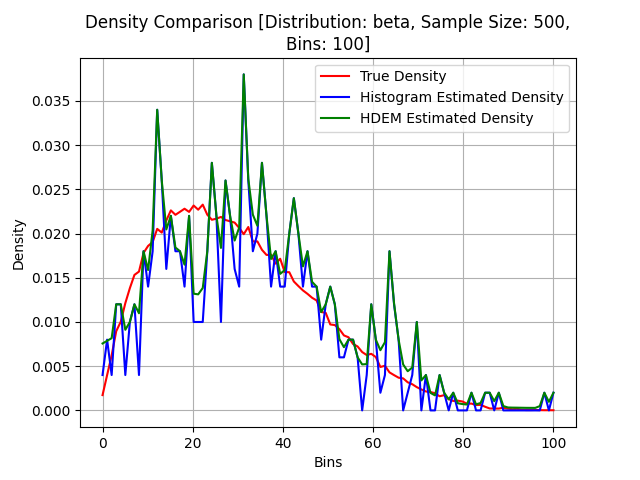 Density Comparison [Distribution: beta, Sample Size: 500,
Bins: 100]
True Density
Histogram Estimated Density
HDEM Estimated Density
Density
0.035
0.030
0.025
0.020
0.015
0.010
0.005
0.000
0 20 40 60 80 100
Bins